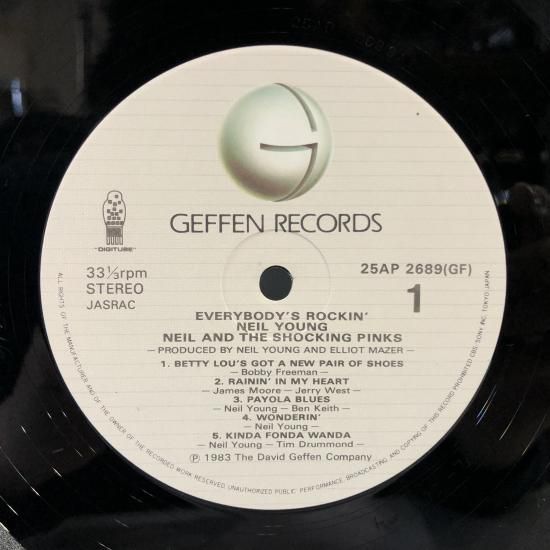 GEFFEN RECORDS
"DIGITUBE"
33⅓rpm
STEREO
JASRAC
25AP 2689(GF)
1
EVERYBODY'S ROCKIN'
NEIL YOUNG
NEIL AND THE SHOCKING PINKS
— PRODUCED BY NEIL YOUNG AND ELLIOT MAZER —
1. BETTY LOU'S GOT A NEW PAIR OF SHOES
— Bobby Freeman —
2. RAININ' IN MY HEART
— James Moore — Jerry West —
3. PAYOLA BLUES
— Neil Young — Ben Keith —
4. WONDERIN'
— Neil Young —
5. KINDA FONDA WANDA
— Neil Young — Tim Drummond —
Ⓟ 1983 The David Geffen Company
ALL RIGHTS OF THE MANUFACTURER AND OF THE OWNER OF THE RECORDED WORK RESERVED. UNAUTHORIZED PUBLIC PERFORMANCE, BROADCASTING AND COPYING OF THIS RECORD PROHIBITED CBS/SONY INC. TOKYO JAPAN